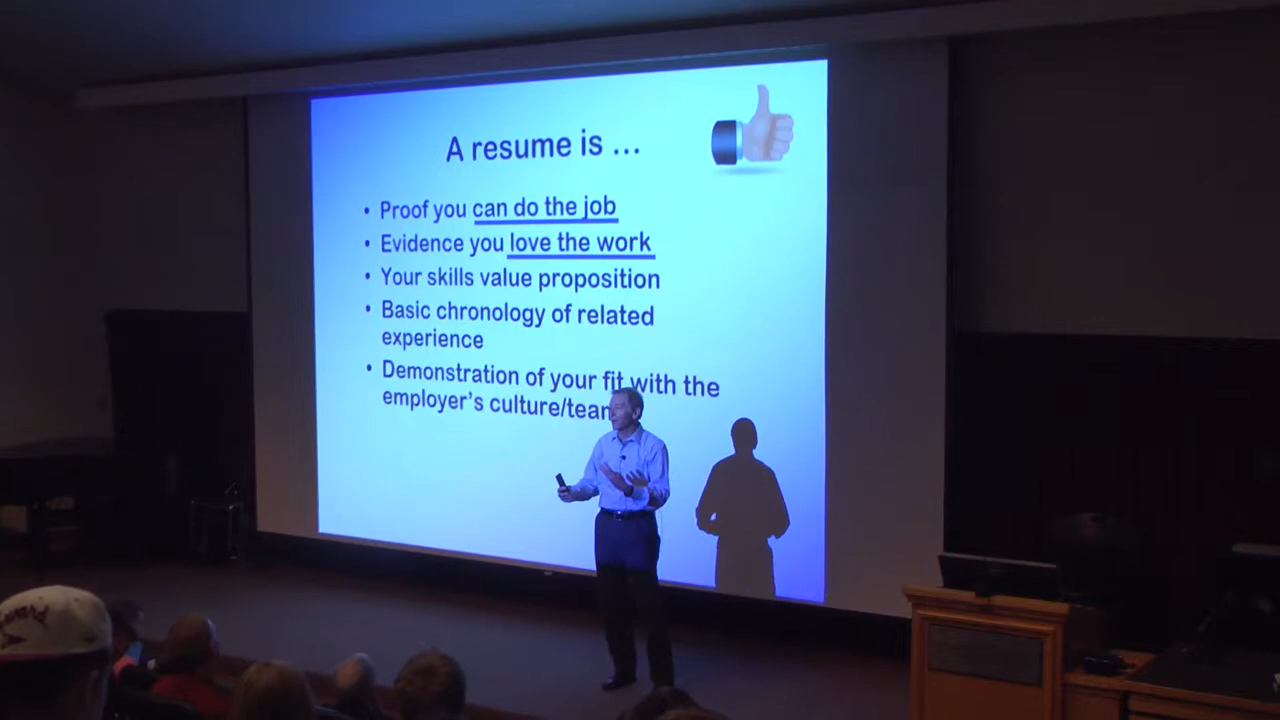 A resume is ...
• Proof you can do the job
• Evidence you love the work
• Your skills value proposition
• Basic chronology of related
experience
• Demonstration of your fit with the
employer's culture/team